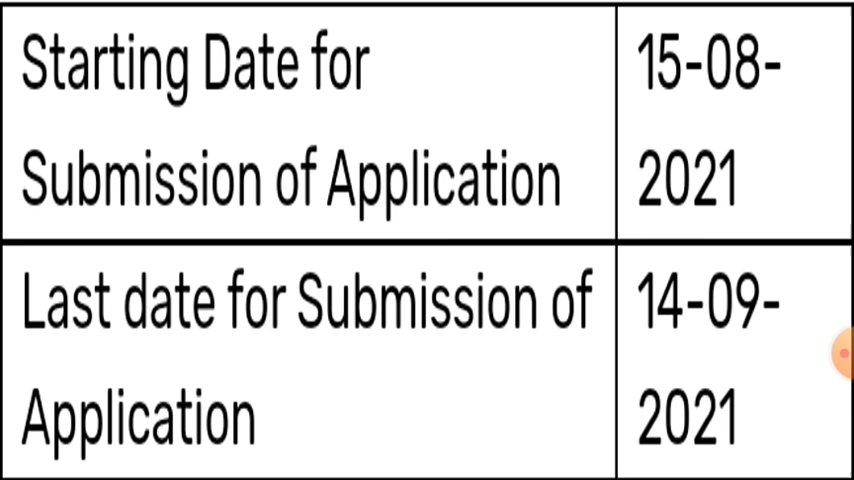 Starting Date for
Submission of Application
15-08-
2021
Last date for Submission of
Application
14-09-
2021